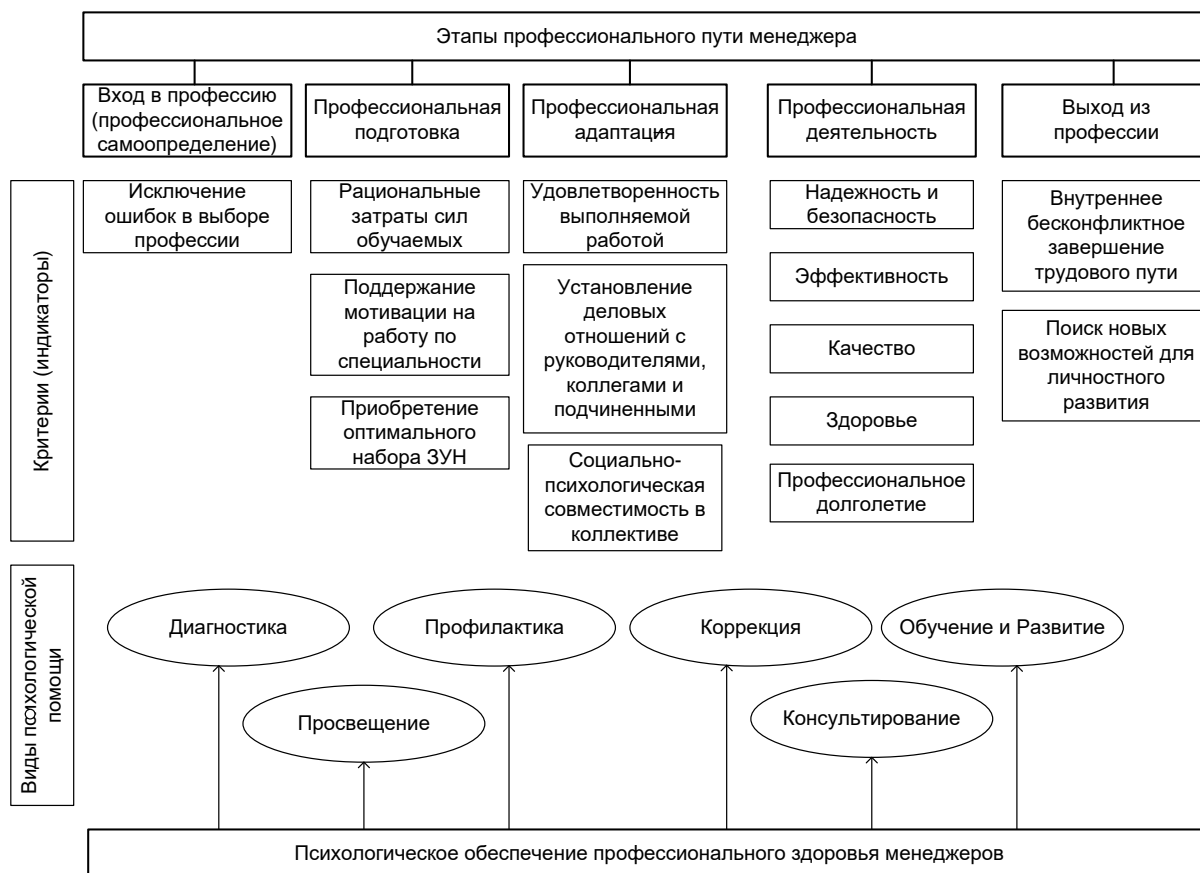 Этапы профессионального пути менеджера
Вход в профессию
(профессиональное
самоопределение)
Профессиональная
подготовка
Профессиональная
адаптация
Профессиональная
деятельность
Выход из
профессии
Критерии (индикаторы)
Исключение
ошибок в выборе
профессии
Рациональные
затраты сил
обучаемых
Поддержание
мотивации на
работу по
специальности
Приобретение
оптимального
набора ЗУН
Удовлетворенность
выполняемой
работой
Установление
деловых
отношений с
руководителями,
коллегами и
подчиненными
Социально-
психологическая
совместимость в
коллективе
Надежность и
безопасность
Эффективность
Качество
Здоровье
Профессиональное
долголетие
Внутреннее
бесконфликтное
завершение
трудового пути
Поиск новых
возможностей для
личностного
развития
Виды психологической
помощи
Диагностика
Профилактика
Коррекция
Обучение и Развитие
Просвещение
Консультирование
Психологическое обеспечение профессионального здоровья менеджеров